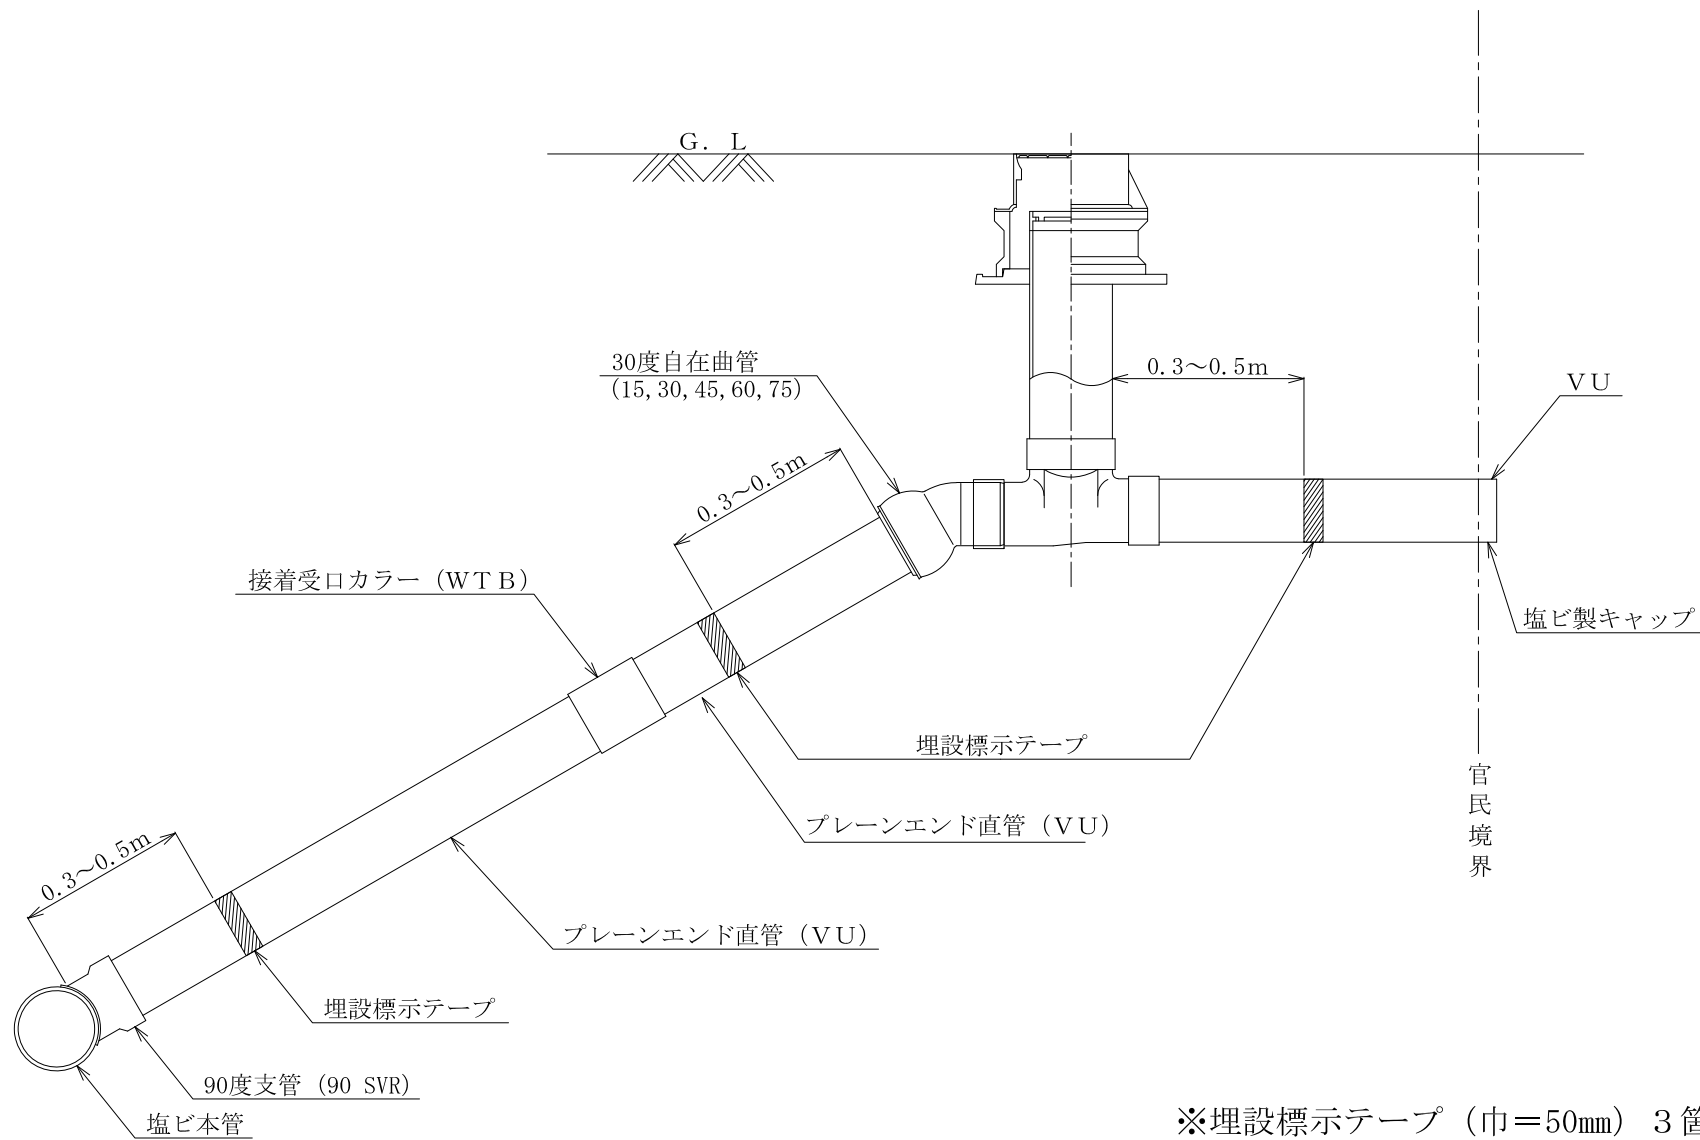 G. L
30度自在曲管
(15,30,45,60,75)
0.3～0.5m
ＶＵ
0.3～0.5m
接着受口カラー（ＷＴＢ）
塩ビ製キャップ
埋設標示テープ
官民境界
プレーンエンド直管（ＶＵ）
0.3～0.5m
プレーンエンド直管（ＶＵ）
埋設標示テープ
90度支管（90 SVR）
塩ビ本管
※埋設標示テープ（巾＝50mm）３箇